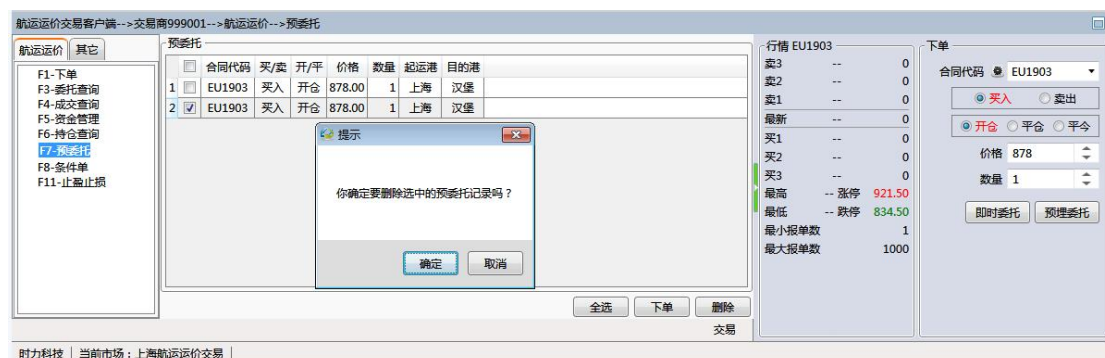 航运运价交易客户端-->交易商999001-->航运运价-->预委托
航运运价 其它
F1-下单
F3-委托查询
F4-成交查询
F5-资金管理
F6-持仓查询
F7-预委托
F8-条件单
F11-止盈止损
预委托
合同代码 买/卖 开/平 价格 数量 起运港 目的港
1 EU1903 买入 开仓 878.00 1 上海 汉堡
2 EU1903 买入 开仓 878.00 1 上海 汉堡
提示
你确定要删除选中的预委托记录吗？
确定 取消
全选 下单 删除
交易
行情 EU1903
卖3 -- 0
卖2 -- 0
卖1 -- 0
最新 -- 0
买1 -- 0
买2 -- 0
买3 -- 0
最高 -- 涨停 921.50
最低 -- 跌停 834.50
最小报单数 1
最大报单数 1000
下单
合同代码 EU1903
买入 卖出
开仓 平仓 平今
价格 878
数量 1
即时委托 预埋委托
时力科技 当前市场：上海航运运价交易